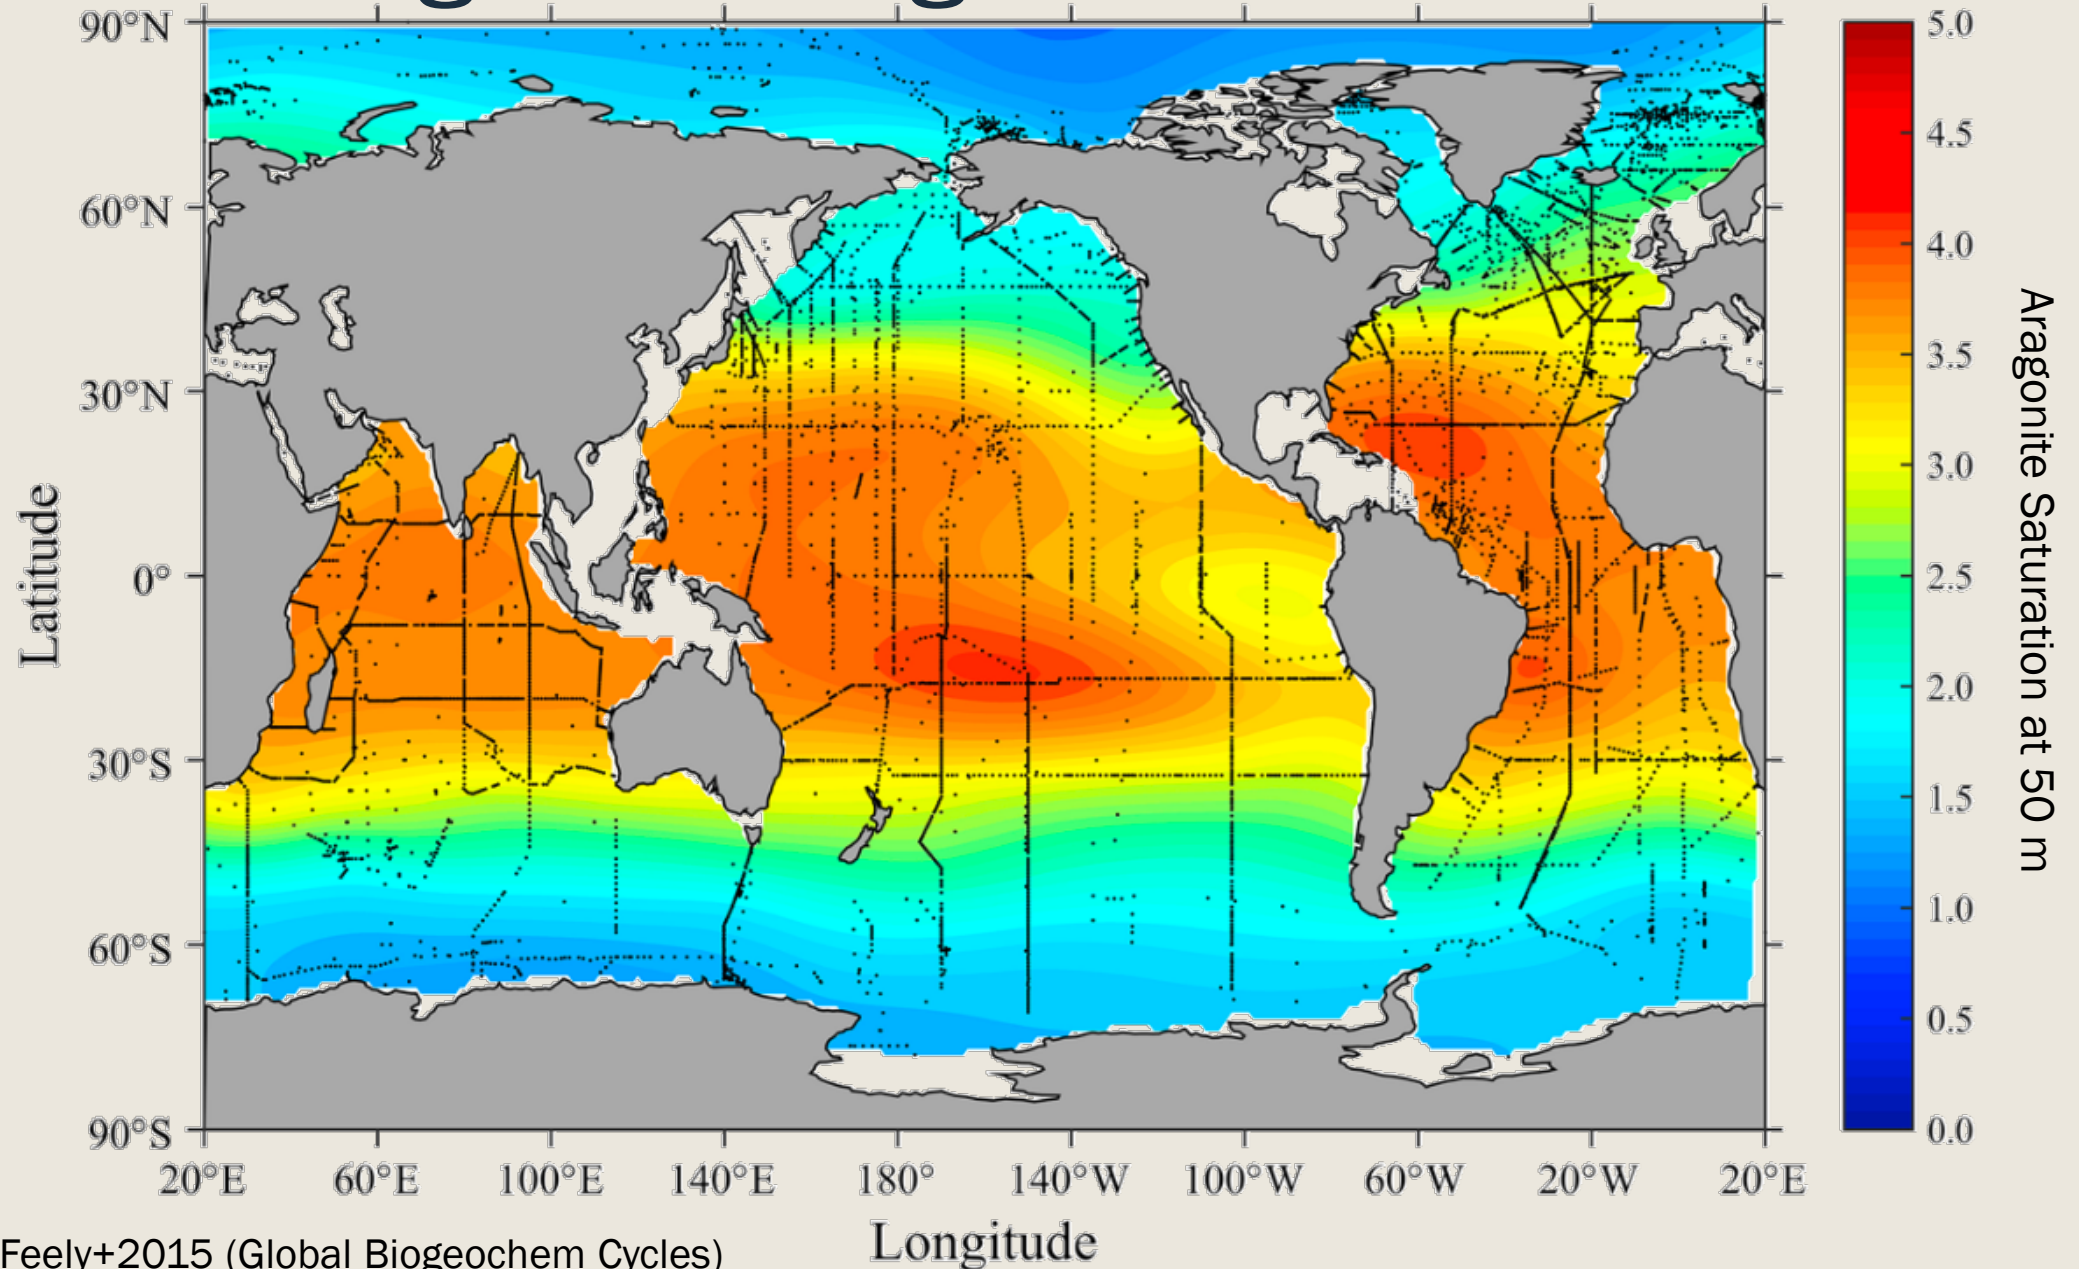 90°N
60°N
30°N
0°
30°S
60°S
90°S
Latitude
20°E 60°E 100°E 140°E 180° 140°W 100°W 60°W 20°W 20°E
Longitude
5.0
4.5
4.0
3.5
3.0
2.5
2.0
1.5
1.0
0.5
0.0
Aragonite Saturation at 50 m
Feely+2015 (Global Biogeochem Cycles)